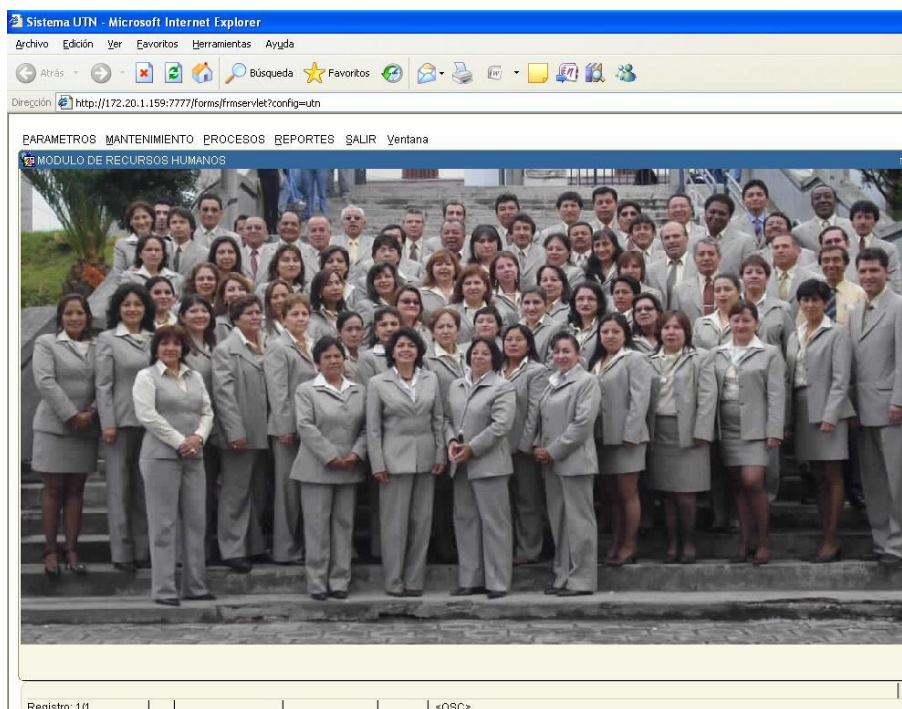 Sistema UTN - Microsoft Internet Explorer
Archivo Edición Ver Favoritos Herramientas Ayuda
Atrás Búsqueda Favoritos
Dirección http://172.20.1.159:7777/forms/frmservlet?config=utn
PARAMETROS MANTENIMIENTO PROCESOS REPORTES SALIR Ventana
MODULO DE RECURSOS HUMANOS
Registro: 1/1 <OSC>